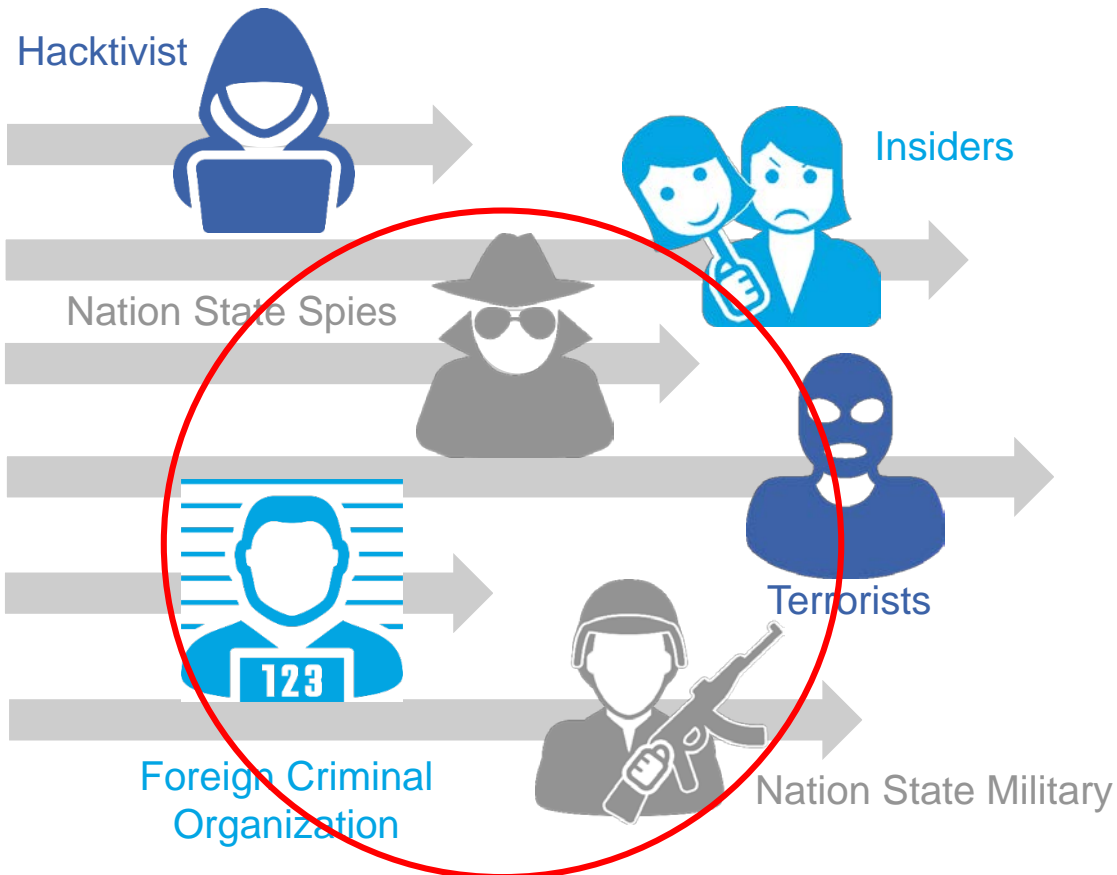 Hacktivist
Insiders
Nation State Spies
Terrorists
123
Foreign Criminal
Organization
Nation State Military